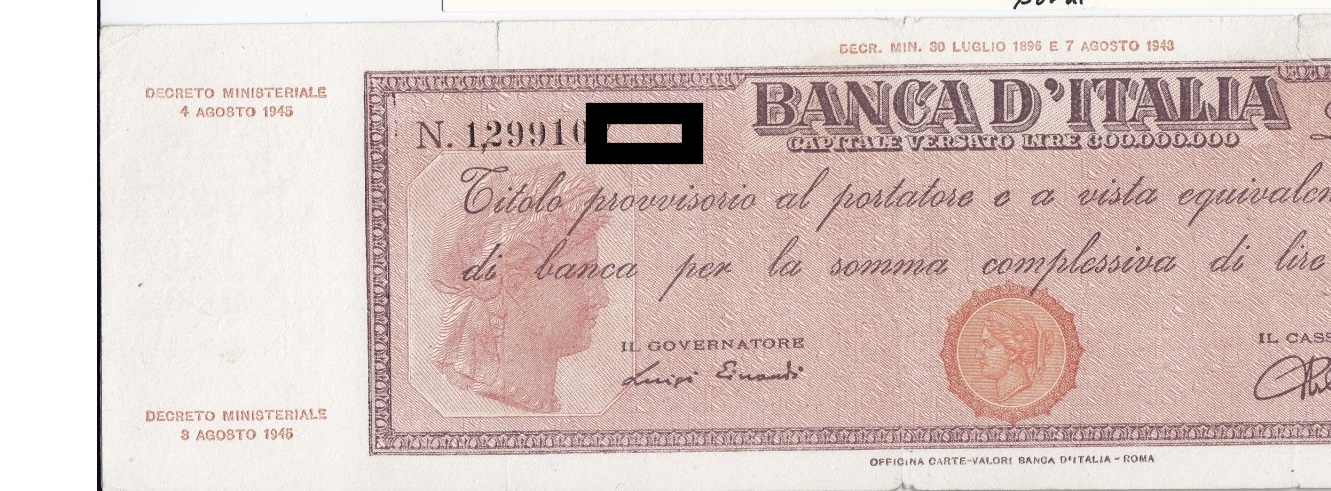 DECR. MIN. 30 LUGLIO 1896 E 7 AGOSTO 1943
DECRETO MINISTERIALE
4 AGOSTO 1945
BANCA D'ITALIA
N. 129910
CAPITALE VERSATO LIRE 300.000.000
Titolo provvisorio al portatore e a vista equivalen
di banca per la somma complessiva di lire
IL GOVERNATORE
IL CASS
Luigi Einaudi
DECRETO MINISTERIALE
8 AGOSTO 1945
OFFICINA CARTE-VALORI BANCA D'ITALIA - ROMA